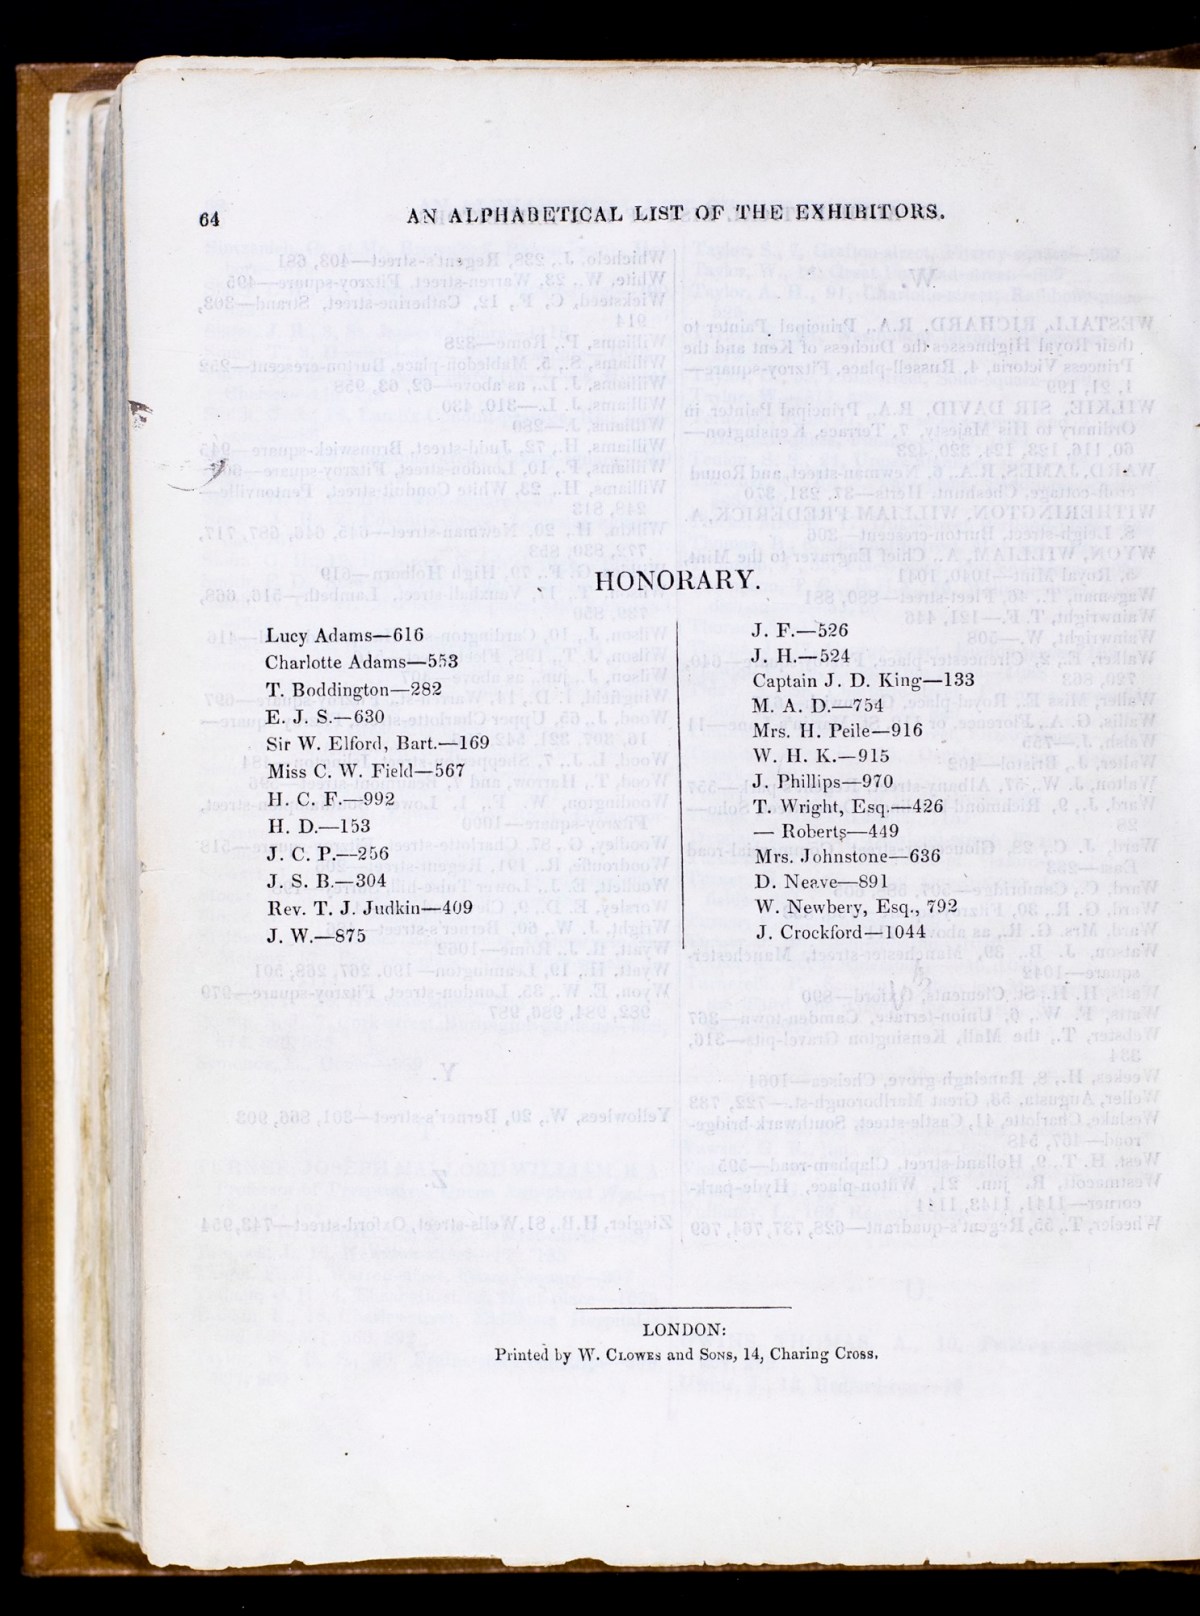 64
AN ALPHABETICAL LIST OF THE EXHIBITORS.
HONORARY.
Lucy Adams—616
Charlotte Adams—553
T. Boddington—282
E. J. S.—630
Sir W. Elford, Bart.—169
Miss C. W. Field—567
H. C. F.—992
H. D.—153
J. C. P.—256
J. S. B.—304
Rev. T. J. Judkin—409
J. W.—875
J. F.—526
J. H.—524
Captain J. D. King—133
M. A. D.—754
Mrs. H. Peile—916
W. H. K.—915
J. Phillips—970
T. Wright, Esq.—426
— Roberts—449
Mrs. Johnstone—636
D. Neave—891
W. Newbery, Esq., 792
J. Crockford—1044
LONDON:
Printed by W. Clowes and Sons, 14, Charing Cross.